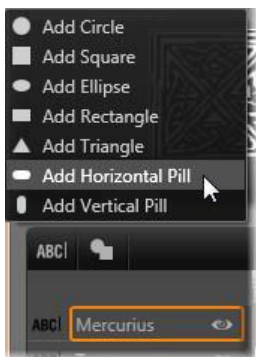 Add Circle
Add Square
Add Ellipse
Add Rectangle
Add Triangle
Add Horizontal Pill
Add Vertical Pill
ABC
ABC Mercurius